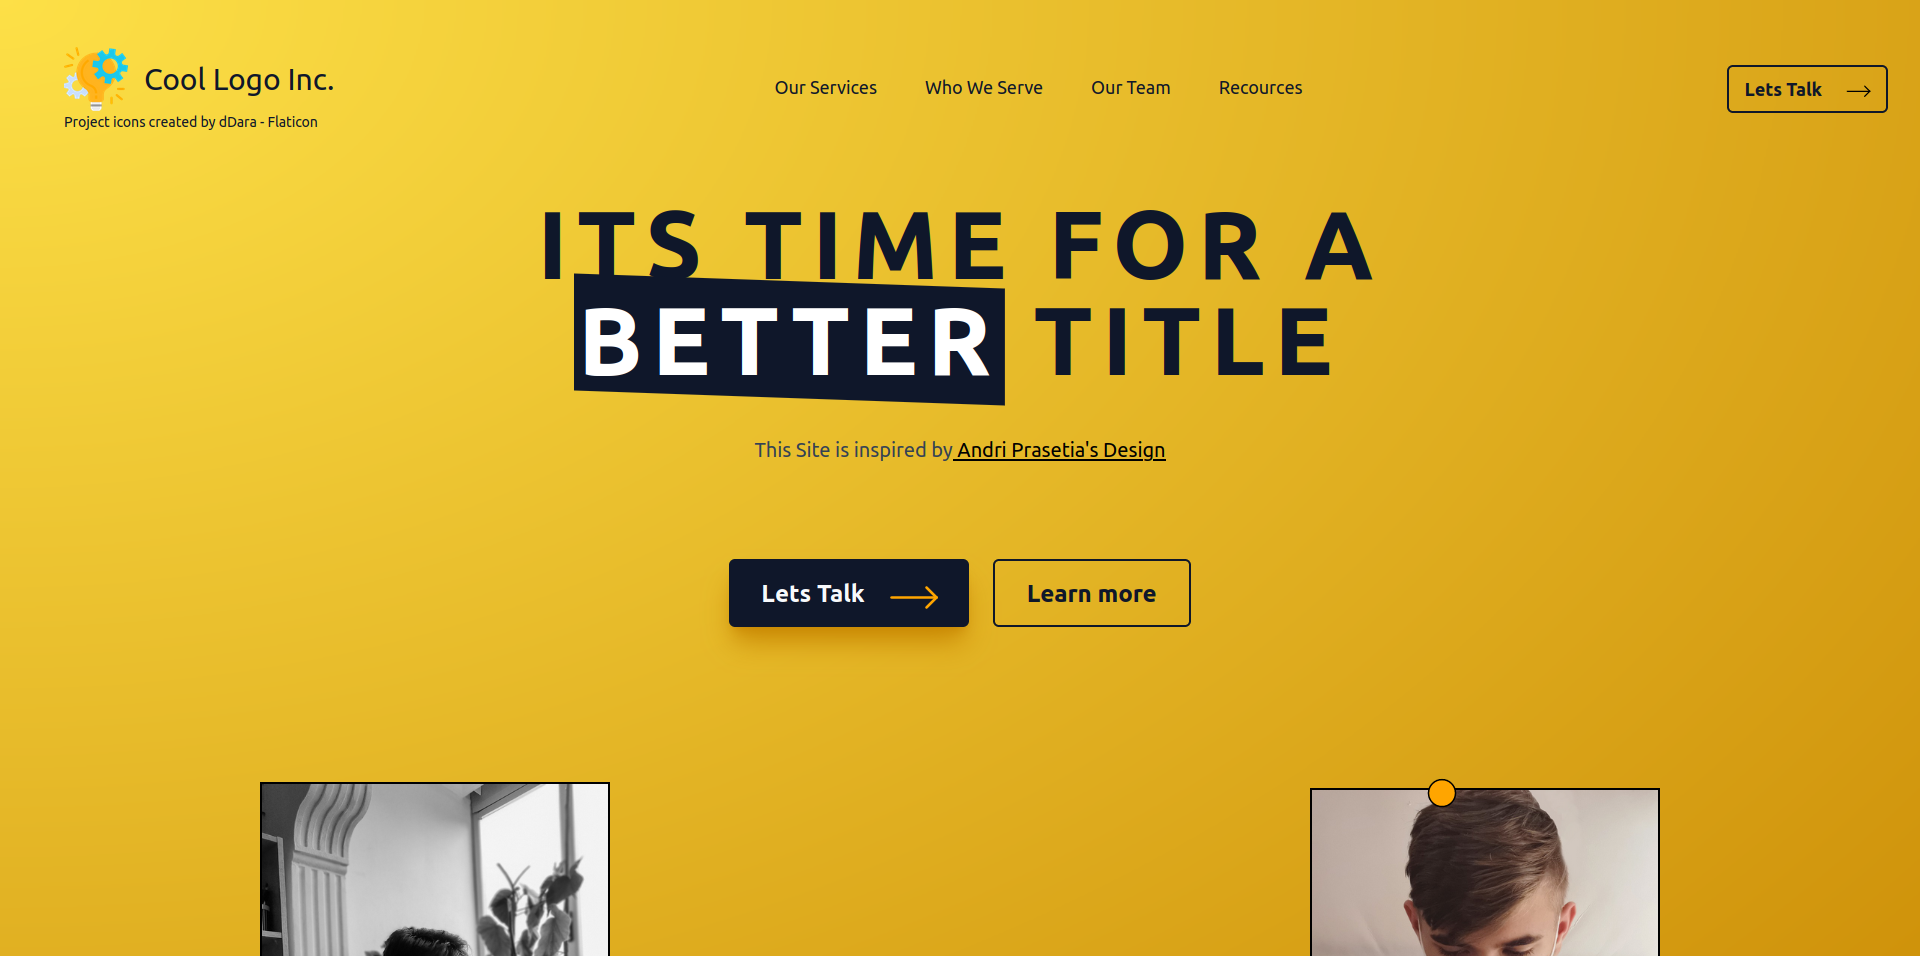 Cool Logo Inc.
Project icons created by dDara - Flaticon
Our Services
Who We Serve
Our Team
Recources
Lets Talk
ITS TIME FOR A
BETTER TITLE
This Site is inspired by Andri Prasetia's Design
Lets Talk
Learn more